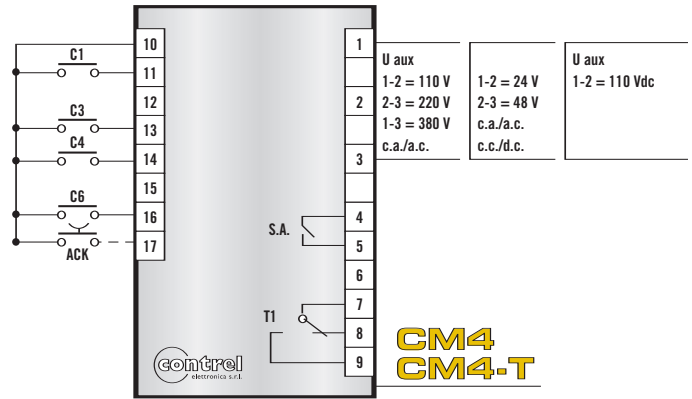 C1
C3
C4
C6
ACK
10
11
12
13
14
15
16
17
contrel
elettronica s.r.l.
S.A.
T1
1
2
3
4
5
6
7
8
9
U aux
1-2 = 110 V
2-3 = 220 V
1-3 = 380 V
c.a./a.c.
1-2 = 24 V
2-3 = 48 V
c.a./a.c.
c.c./d.c.
U aux
1-2 = 110 Vdc
CM4
CM4-T